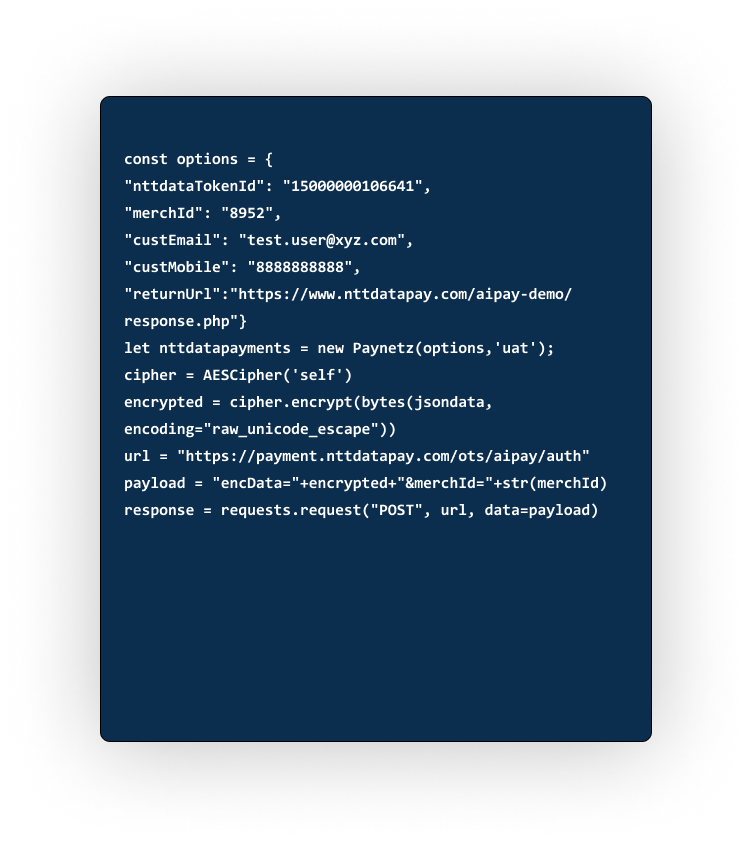 const options = {
"nttdataTokenId": "15000000106641",
"merchId": "8952",
"custEmail": "test.user@xyz.com",
"custMobile": "8888888888",
"returnUrl":"https://www.nttdatapay.com/aipay-demo/
response.php"}
let nttdatapayments = new Paynetz(options,'uat');
cipher = AESCipher('self')
encrypted = cipher.encrypt(bytes(jsondata,
encoding="raw_unicode_escape"))
url = "https://payment.nttdatapay.com/ots/aipay/auth"
payload = "encData="+encrypted+"&merchId="+str(merchId)
response = requests.request("POST", url, data=payload)